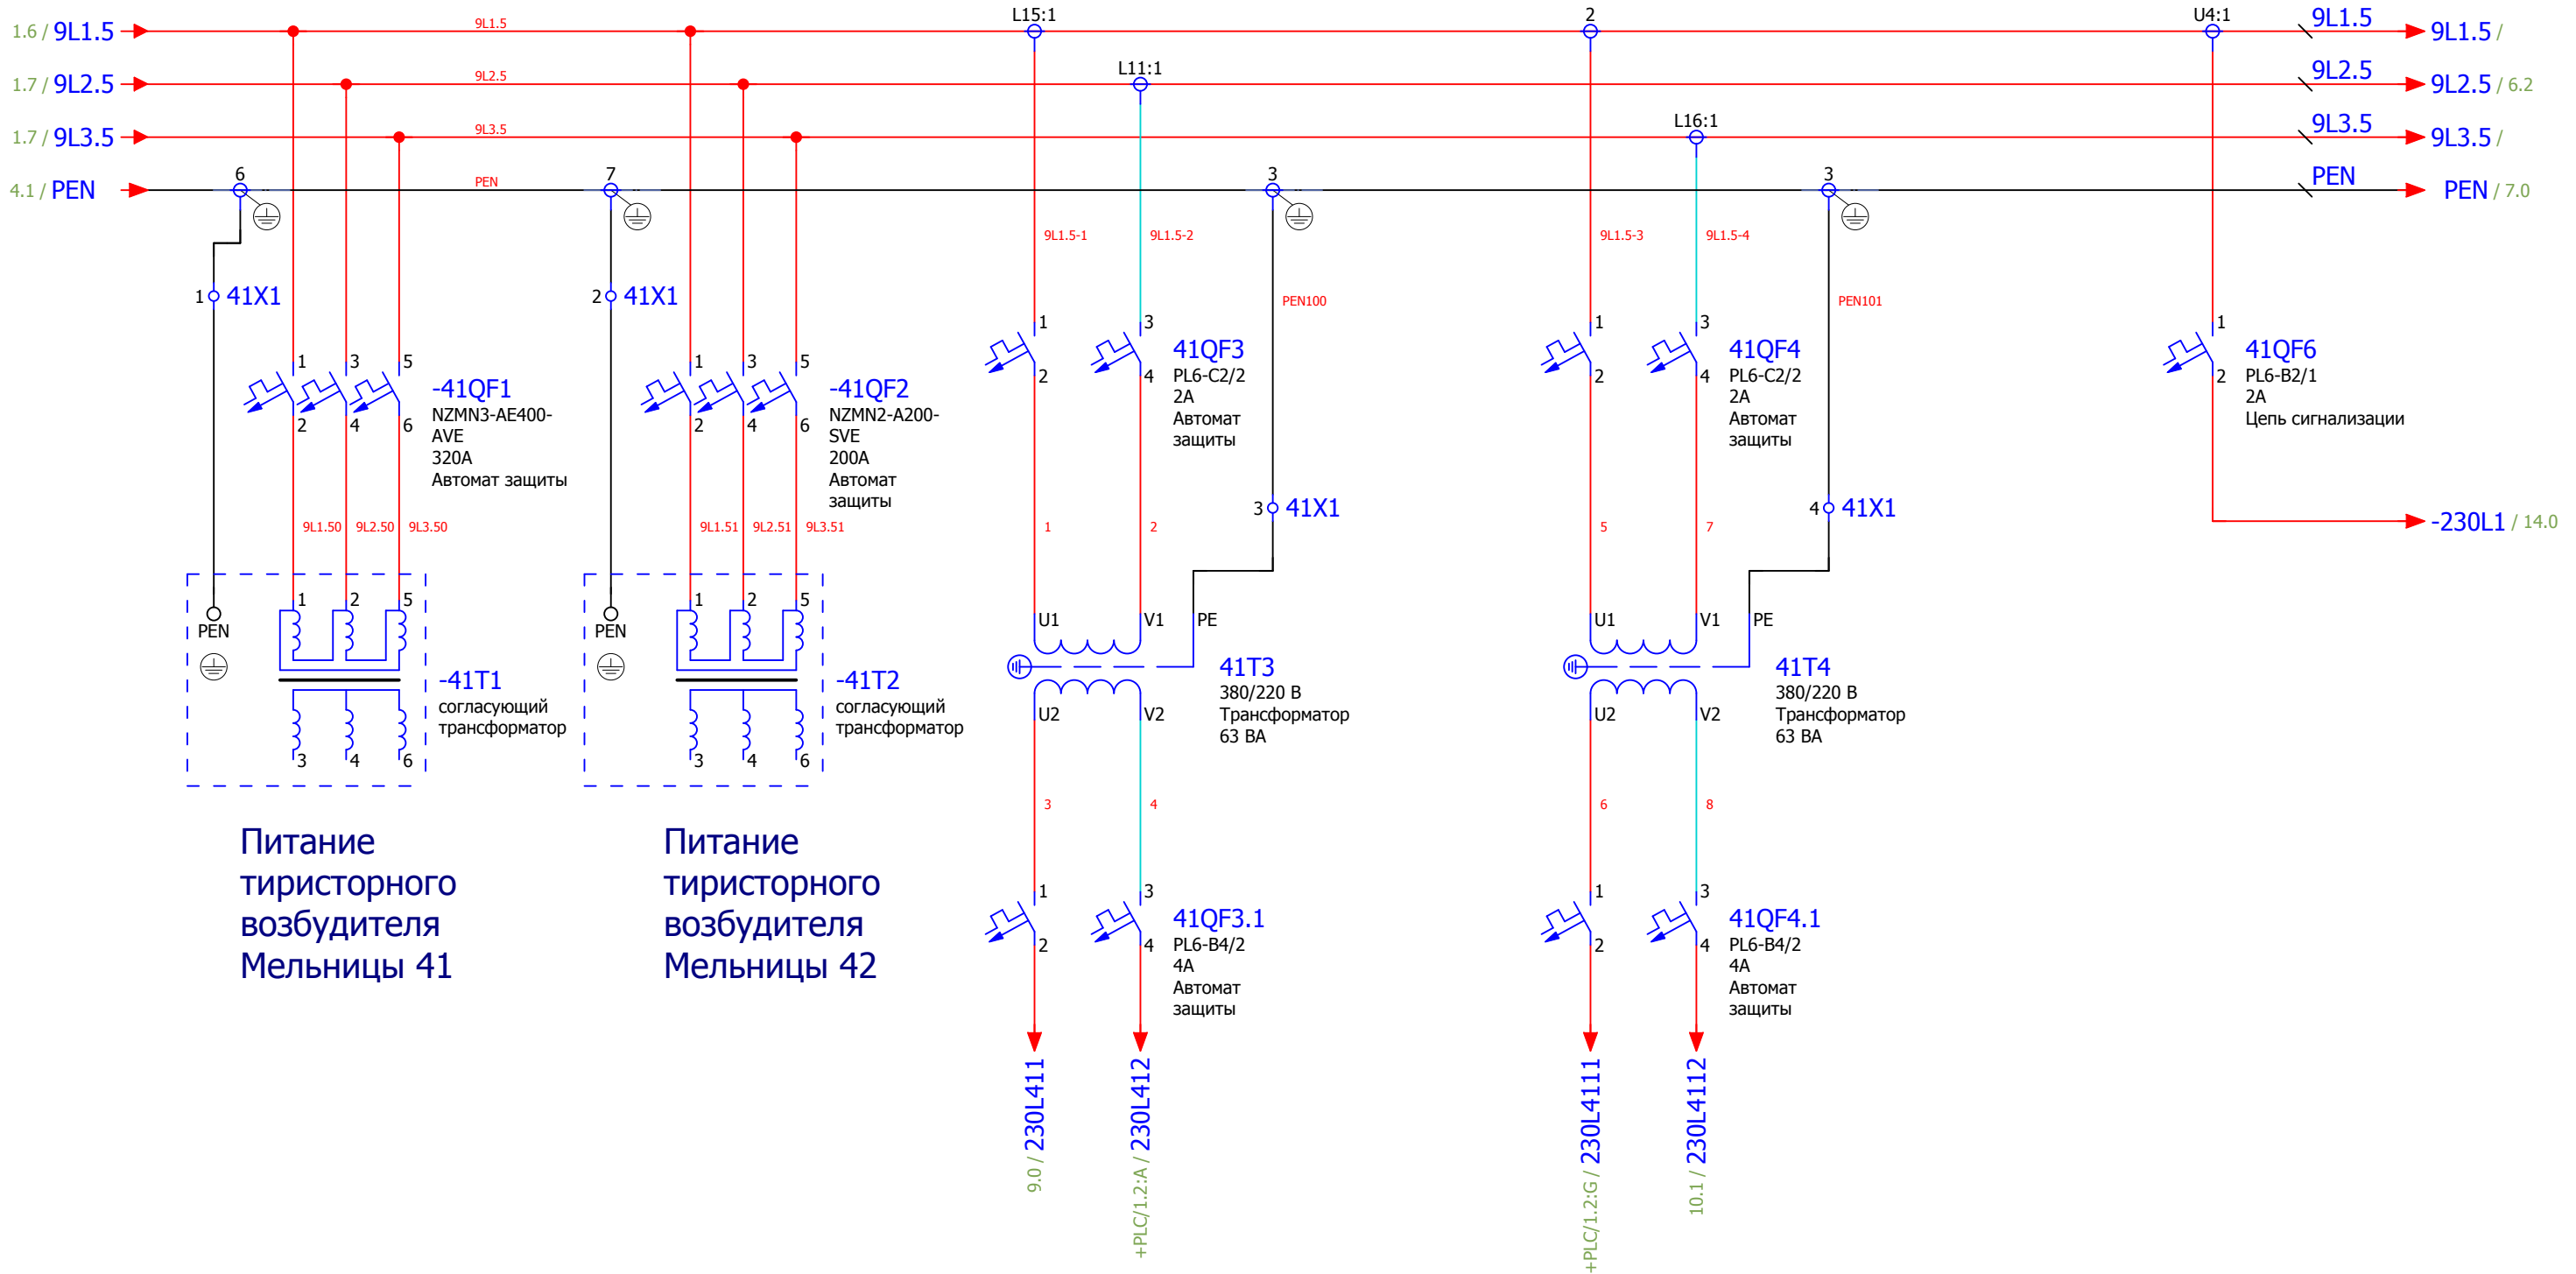 1.6 / 9L1.5
9L1.5
L15:1
2
U4:1
9L1.5
9L1.5 /
1.7 / 9L2.5
9L2.5
L11:1
9L2.5
9L2.5 / 6.2
1.7 / 9L3.5
9L3.5
L16:1
9L3.5
9L3.5 /
4.1 / PEN
6
7
PEN
3
3
PEN
PEN / 7.0
9L1.5-1
9L1.5-2
9L1.5-3
9L1.5-4
1
41X1
2
41X1
PEN100
PEN101
1
3
5
2
4
6
-41QF1
NZMN3-AE400-
AVE
320A
Автомат защиты
1
3
5
2
4
6
-41QF2
NZMN2-A200-
SVE
200A
Автомат
защиты
1
2
3
4
41QF3
PL6-C2/2
2A
Автомат
защиты
1
2
3
4
41QF4
PL6-C2/2
2A
Автомат
защиты
1
2
41QF6
PL6-B2/1
2A
Цепь сигнализации
9L1.50
9L2.50
9L3.50
9L1.51
9L2.51
9L3.51
1
2
3
41X1
5
7
4
41X1
-230L1 / 14.0
PEN
1
2
5
-41T1
согласующий
трансформатор
3
4
6
PEN
1
2
5
-41T2
согласующий
трансформатор
3
4
6
U1
V1
PE
U2
V2
41T3
380/220 В
Трансформатор
63 ВА
U1
V1
PE
U2
V2
41T4
380/220 В
Трансформатор
63 ВА
3
4
6
8
Питание
тиристорного
возбудителя
Мельницы 41
Питание
тиристорного
возбудителя
Мельницы 42
1
2
3
4
41QF3.1
PL6-B4/2
4A
Автомат
защиты
1
2
3
4
41QF4.1
PL6-B4/2
4A
Автомат
защиты
9.0 / 230L411
+PLC/1.2:A / 230L412
+PLC/1.2:G / 230L4111
10.1 / 230L4112